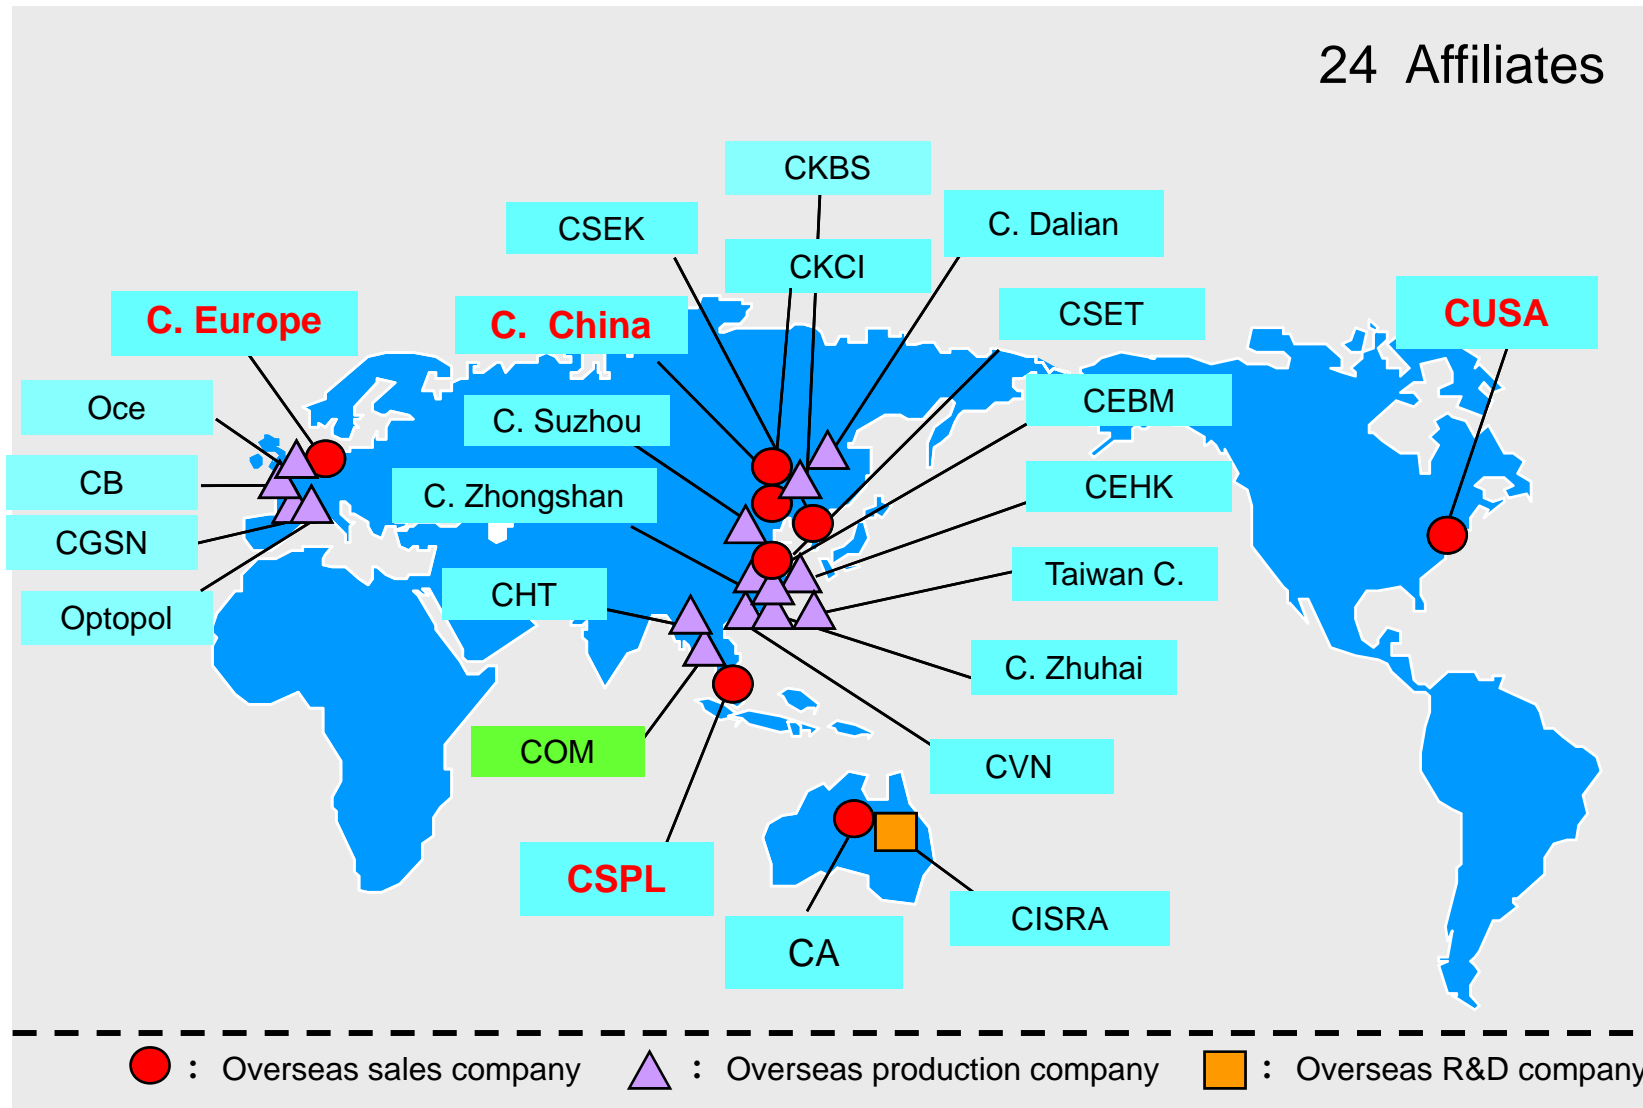 24 Affiliates
CKBS
C. Dalian
CSEK
CKCI
CSET
C. Europe
C. China
CUSA
Oce
C. Suzhou
CEBM
CB
C. Zhongshan
CEHK
CGSN
Taiwan C.
CHT
Optopol
C. Zhuhai
COM
CVN
CSPL
CISRA
CA
: Overseas sales company
: Overseas production company
: Overseas R&D company